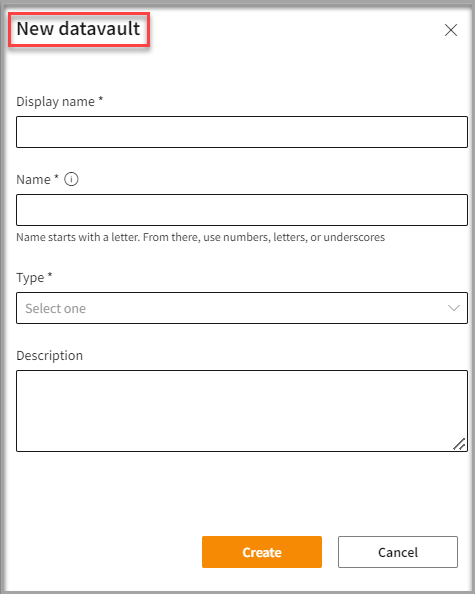 New datavault
Display name *
Name *
Name starts with a letter. From there, use numbers, letters, or underscores
Type *
Select one
Description
Create
Cancel